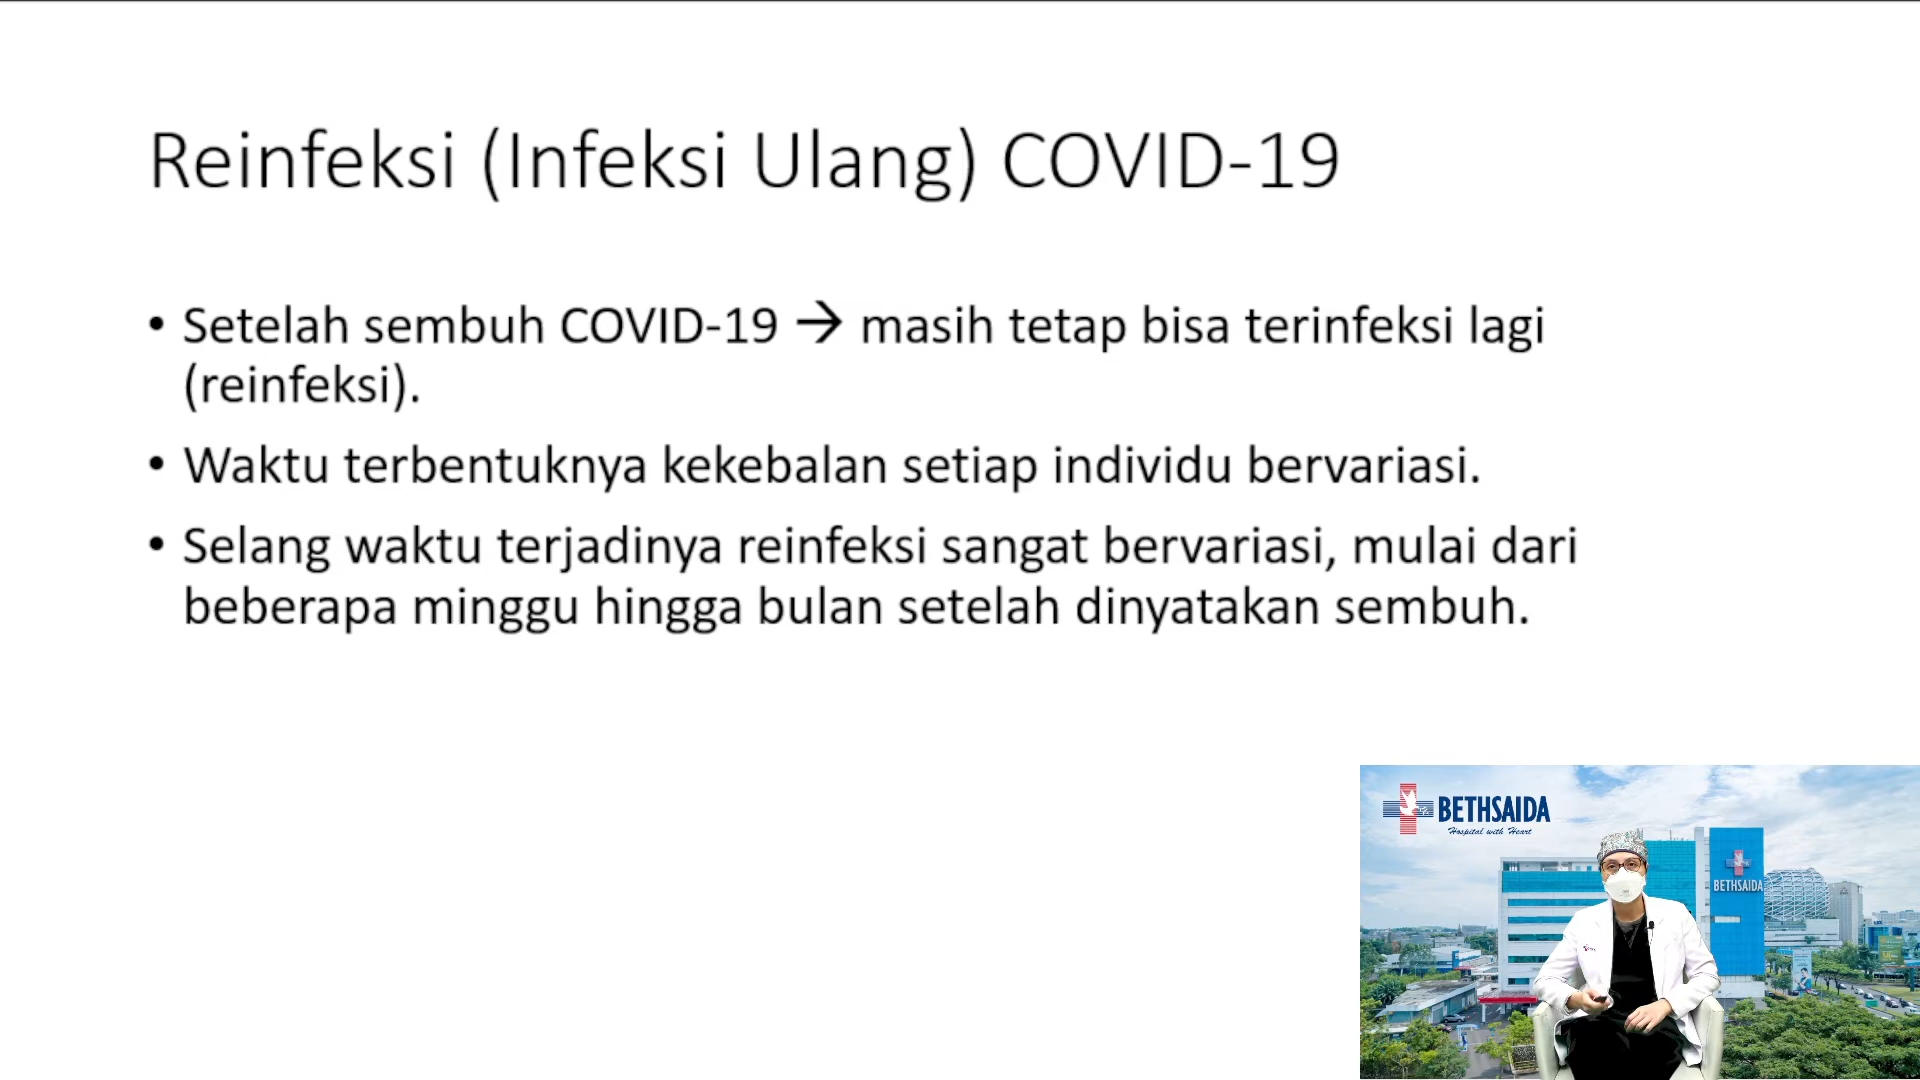 Reinfeksi (Infeksi Ulang) COVID-19
• Setelah sembuh COVID-19 → masih tetap bisa terinfeksi lagi
(reinfeksi).
• Waktu terbentuknya kekebalan setiap individu bervariasi.
• Selang waktu terjadinya reinfeksi sangat bervariasi, mulai dari
beberapa minggu hingga bulan setelah dinyatakan sembuh.
BETHSAIDA
Hospital with Heart
BETHSAIDA